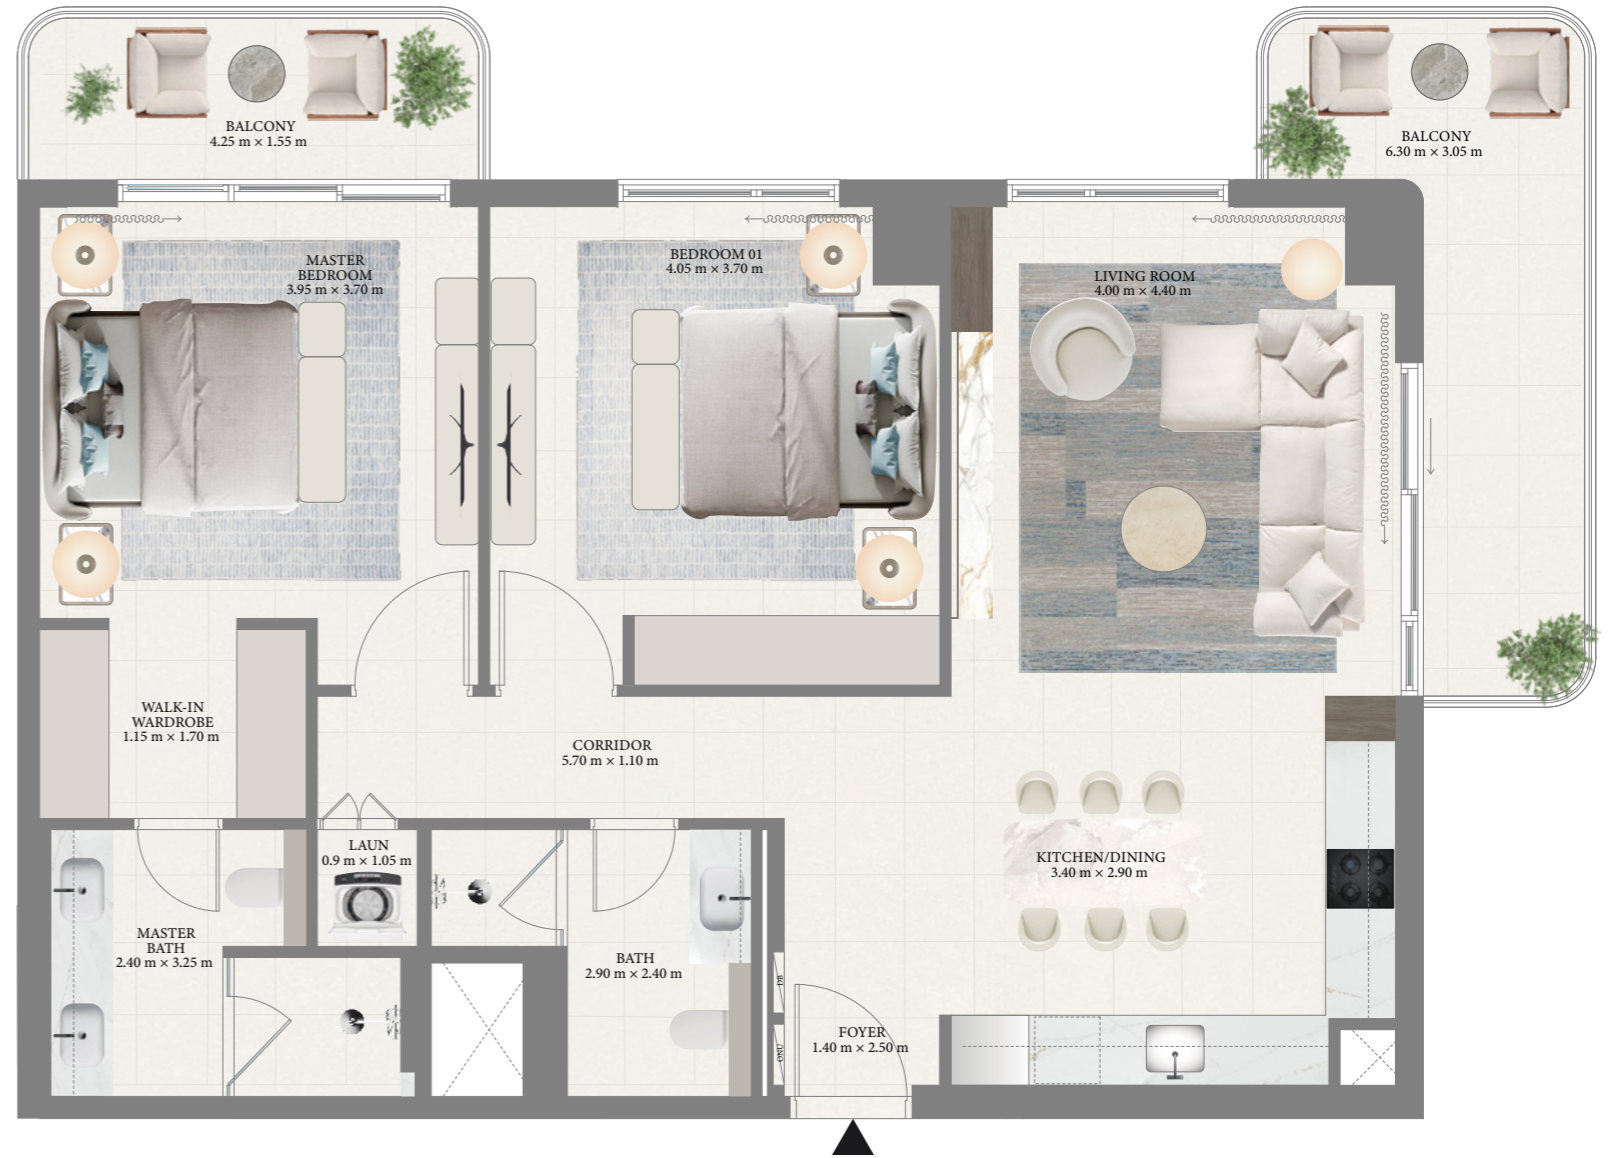 BALCONY
4.25 m × 1.55 m
BALCONY
6.30 m × 3.05 m
MASTER
BEDROOM
3.95 m × 3.70 m
BEDROOM 01
4.05 m × 3.70 m
LIVING ROOM
4.00 m × 4.40 m
WALK-IN
WARDROBE
1.15 m × 1.70 m
CORRIDOR
5.70 m × 1.10 m
LAUN
0.9 m × 1.05 m
KITCHEN/DINING
3.40 m × 2.90 m
MASTER
BATH
2.40 m × 3.25 m
BATH
2.90 m × 2.40 m
DB
FOYER
1.40 m × 2.50 m
ONU